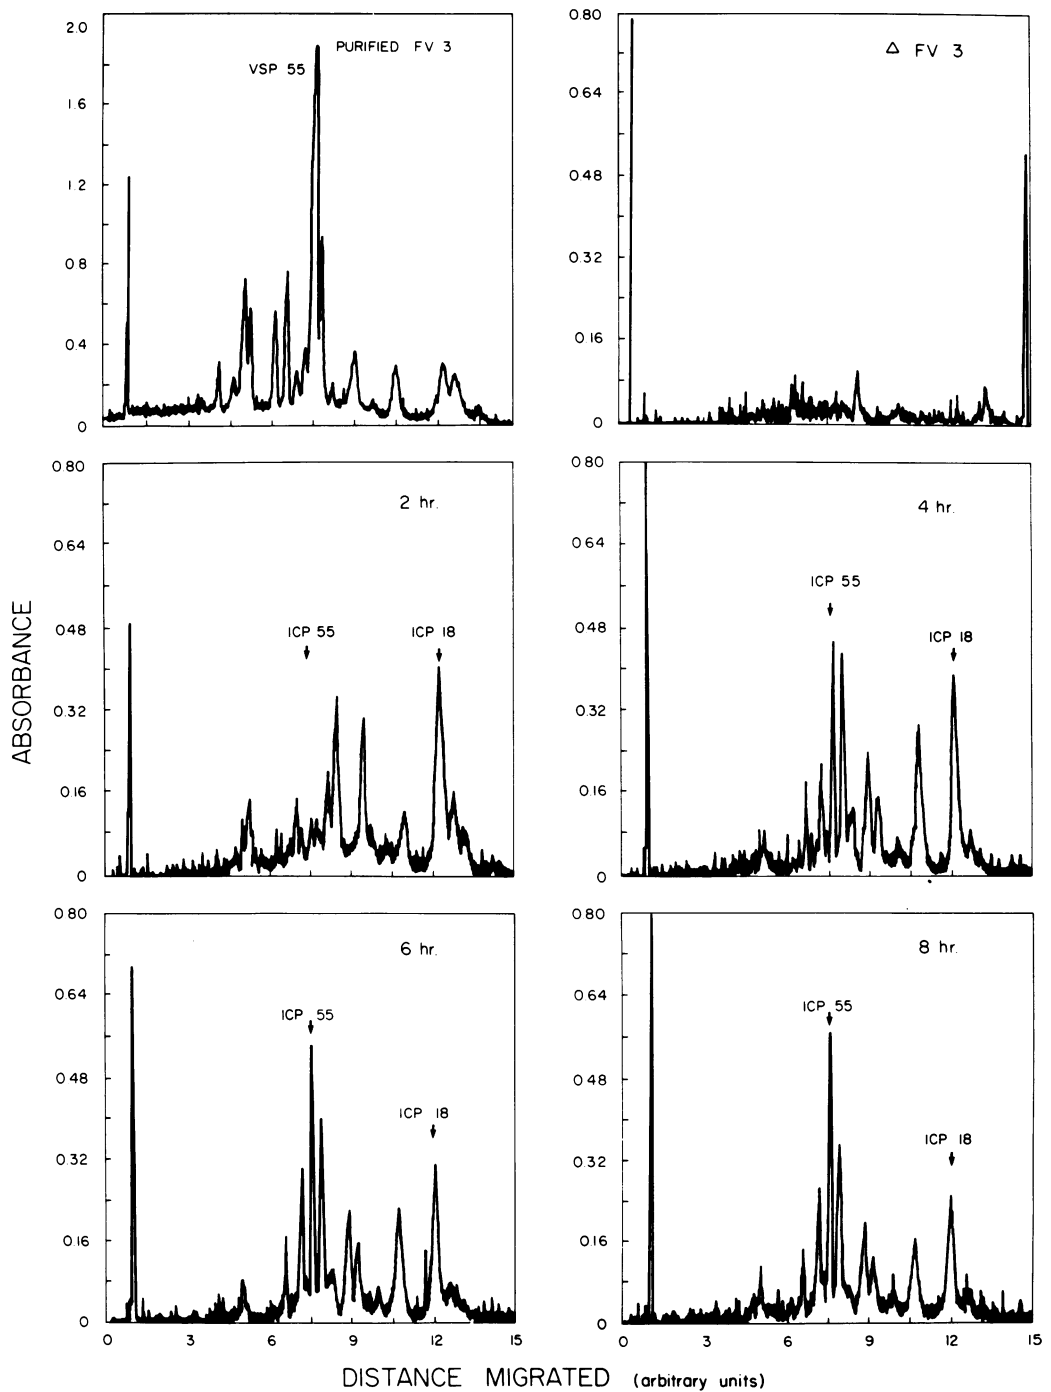 PURIFIED FV 3
VSP 55
2.0
1.6
1.2
0.8
0.4
0
Δ FV 3
0.80
0.64
0.48
0.32
0.16
0
2 hr.
ICP 55
ICP 18
0.80
0.64
0.48
0.32
0.16
0
4 hr.
ICP 55
ICP 18
0.80
0.64
0.48
0.32
0.16
0
ABSORBANCE
6 hr.
ICP 55
ICP 18
0.80
0.64
0.48
0.32
0.16
0
0 3 6 9 12 15
8 hr.
ICP 55
ICP 18
0.80
0.64
0.48
0.32
0.16
0
0 3 6 9 12 15
DISTANCE MIGRATED (arbitrary units)